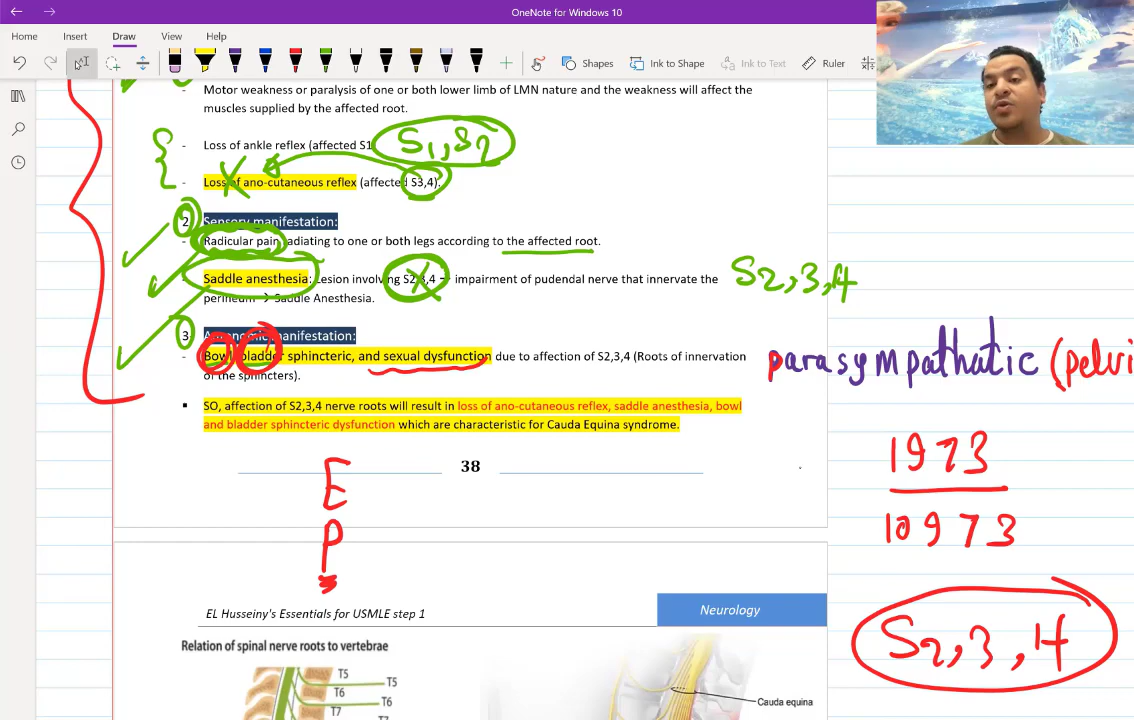 OneNote for Windows 10
Home Insert Draw View Help
Shapes Ink to Shape Ink to Text Ruler
Motor weakness or paralysis of one or both lower limb of LMN nature and the weakness will affect the
muscles supplied by the affected root.
- Loss of ankle reflex (affected S1 S1, S2
- Loss of ano-cutaneous reflex (affected S3,4).
2 Sensory manifestation:
- Radicular pain radiating to one or both legs according to the affected root.
- Saddle anesthesia: Lesion involving S2,3,4 → impairment of pudendal nerve that innervate the
perineum → Saddle Anesthesia.
S2,3,4
3 manifestation:
- Bowl bladder sphincteric, and sexual dysfunction due to affection of S2,3,4 (Roots of innervation
of the sphincters).
parasympathatic (pelvi
▪ SO, affection of S2,3,4 nerve roots will result in loss of ano-cutaneous reflex, saddle anesthesia, bowl
and bladder sphincteric dysfunction which are characteristic for Cauda Equina syndrome.
1973
10973
38
E
P
S2,3,4
EL Husseiny's Essentials for USMLE step 1
Neurology
Relation of spinal nerve roots to vertebrae
T5
T5
T6
T6
T7
Cauda equina